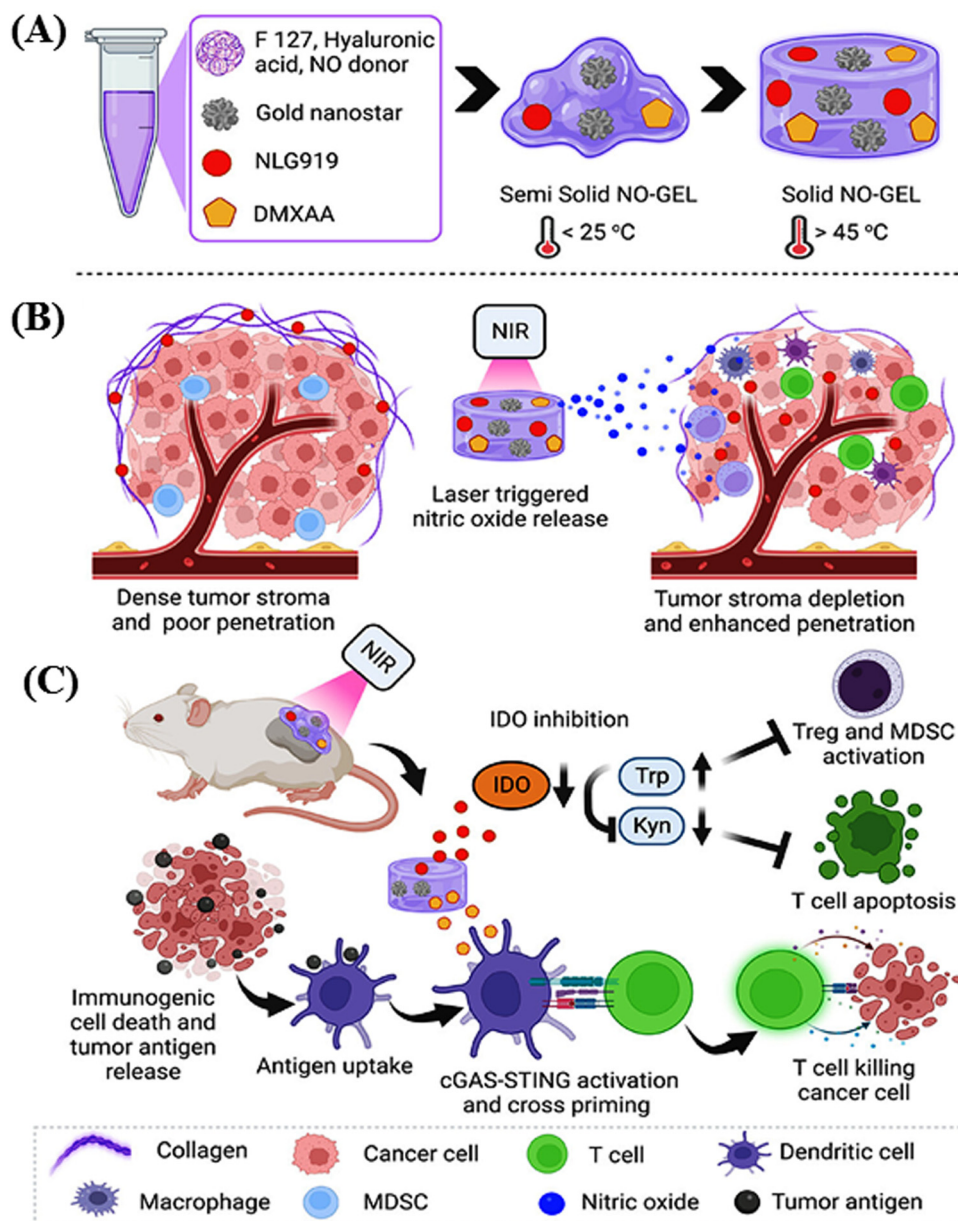 (A)
F 127, Hyaluronic
acid, NO donor
Gold nanostar
NLG919
DMXAA
Semi Solid NO-GEL
< 25 °C
Solid NO-GEL
> 45 °C
(B)
NIR
Laser triggered
nitric oxide release
Dense tumor stroma
and poor penetration
Tumor stroma depletion
and enhanced penetration
(C)
NIR
IDO inhibition
IDO
Trp
Kyn
Treg and MDSC
activation
T cell apoptosis
Immunogenic
cell death and
tumor antigen
release
Antigen uptake
cGAS-STING activation
and cross priming
T cell killing
cancer cell
Collagen
Cancer cell
T cell
Dendritic cell
Macrophage
MDSC
Nitric oxide
Tumor antigen